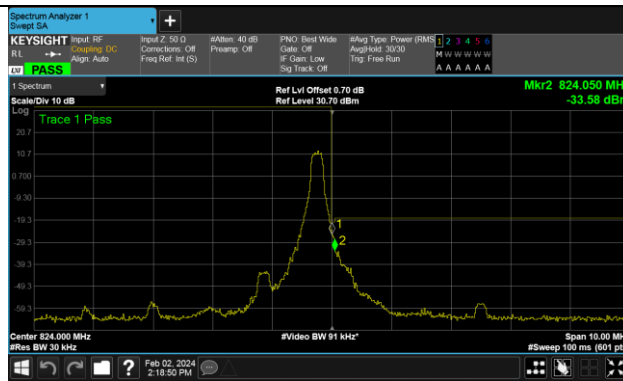 Spectrum Analyzer 1
Swept SA
+
KEYSIGHT
RL
LXI PASS
Input: RF
Coupling: DC
Align: Auto
Input Z: 50 Ω
Corrections: Off
Freq Ref: Int (S)
#Atten: 40 dB
Preamp: Off
PNO: Best Wide
Gate: Off
IF Gain: Low
Sig Track: Off
#Avg Type: Power (RMS
Avg|Hold: 30/30
Trig: Free Run
1 2 3 4 5 6
M W W W W W
A A A A A A
1 Spectrum
Scale/Div 10 dB
Ref Lvl Offset 0.70 dB
Ref Level 30.70 dBm
Mkr2 824.050 MH
-33.58 dBr
Log
Trace 1 Pass
20.7
10.7
0.700
-9.30
-19.3
-29.3
-39.3
-49.3
-59.3
1
2
Center 824.000 MHz
#Res BW 30 kHz
#Video BW 91 kHz*
Span 10.00 MH
#Sweep 100 ms (601 pt
?
Feb 02, 2024
2:18:50 PM